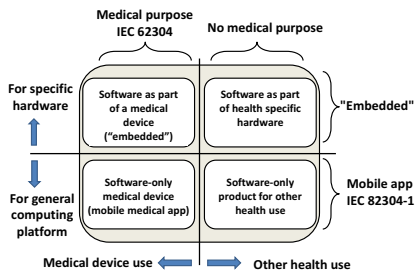 Medical purpose
IEC 62304
No medical purpose
For specific
hardware
Software as part
of a medical
device
(“embedded”)
Software as part
of health specific
hardware
"Embedded"
For general
computing
platform
Software-only
medical device
(mobile medical app)
Software-only
product for other
health use
Mobile app
IEC 82304-1
Medical device use
Other health use